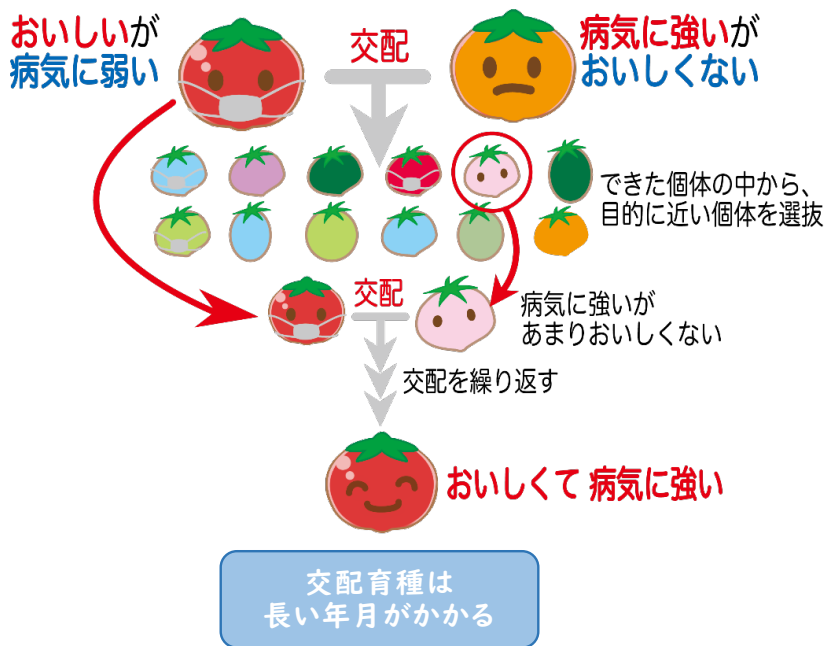 おいしいが
病気に弱い
交配
病気に強いが
おいしくない
できた個体の中から、
目的に近い個体を選抜
交配
病気に強いが
あまりおいしくない
交配を繰り返す
おいしくて 病気に強い
交配育種は
長い年月がかかる